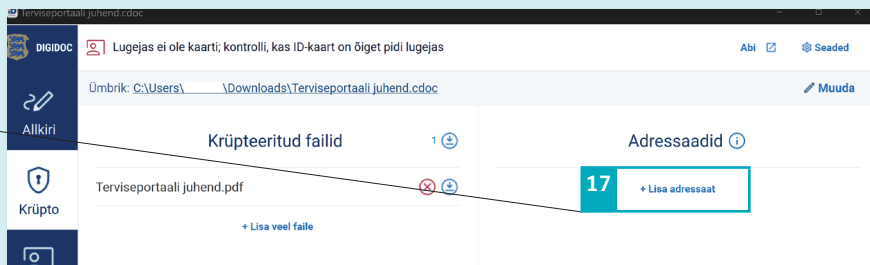 Terviseportaali juhend.cdoc
DIGIDOC
Lugejas ei ole kaarti; kontrolli, kas ID-kaart on õiget pidi lugejas
Abi
Seaded
Ümbrik: C:\Users\ \Downloads\Terviseportaali juhend.cdoc
Muuda
Allkiri
Krüpteeritud failid
1
Adressaadid
Terviseportaali juhend.pdf
17
+ Lisa adressaat
Krüpto
+ Lisa veel faile